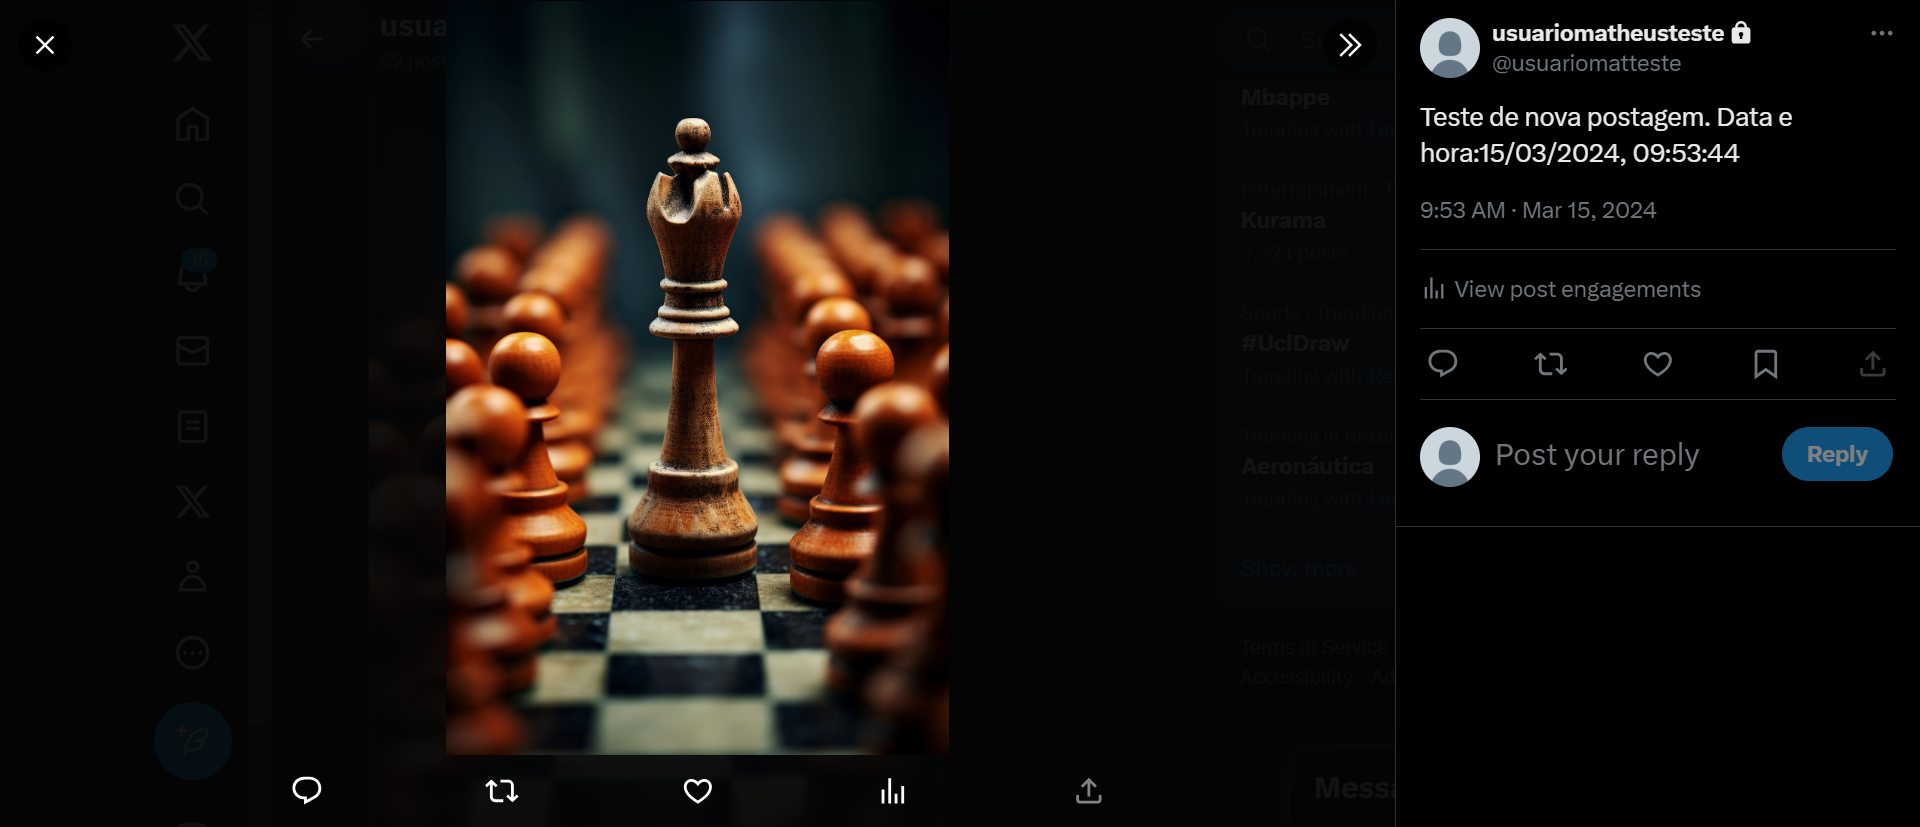 usua
62 post
15
Mbappe
Trending with De
Entertainment · T
Kurama
2,224 posts
Sports · Trending
#UclDraw
Trending with Re
Trending in Brazil
Aeronáutica
Trending with Fre
Show more
Terms of Service
Accessibility Ad
Messa
usuariomatheusteste
@usuariomatteste
Teste de nova postagem. Data e
hora:15/03/2024, 09:53:44
9:53 AM · Mar 15, 2024
View post engagements
Post your reply
Reply